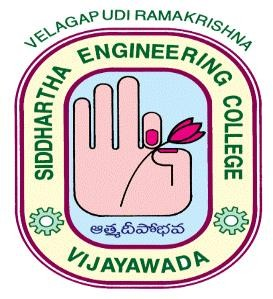 VELAGAPUDI RAMAKRISHNA
SIDDHARTHA ENGINEERING COLLEGE
ఆత్మదీపోభవ
VIJAYAWADA